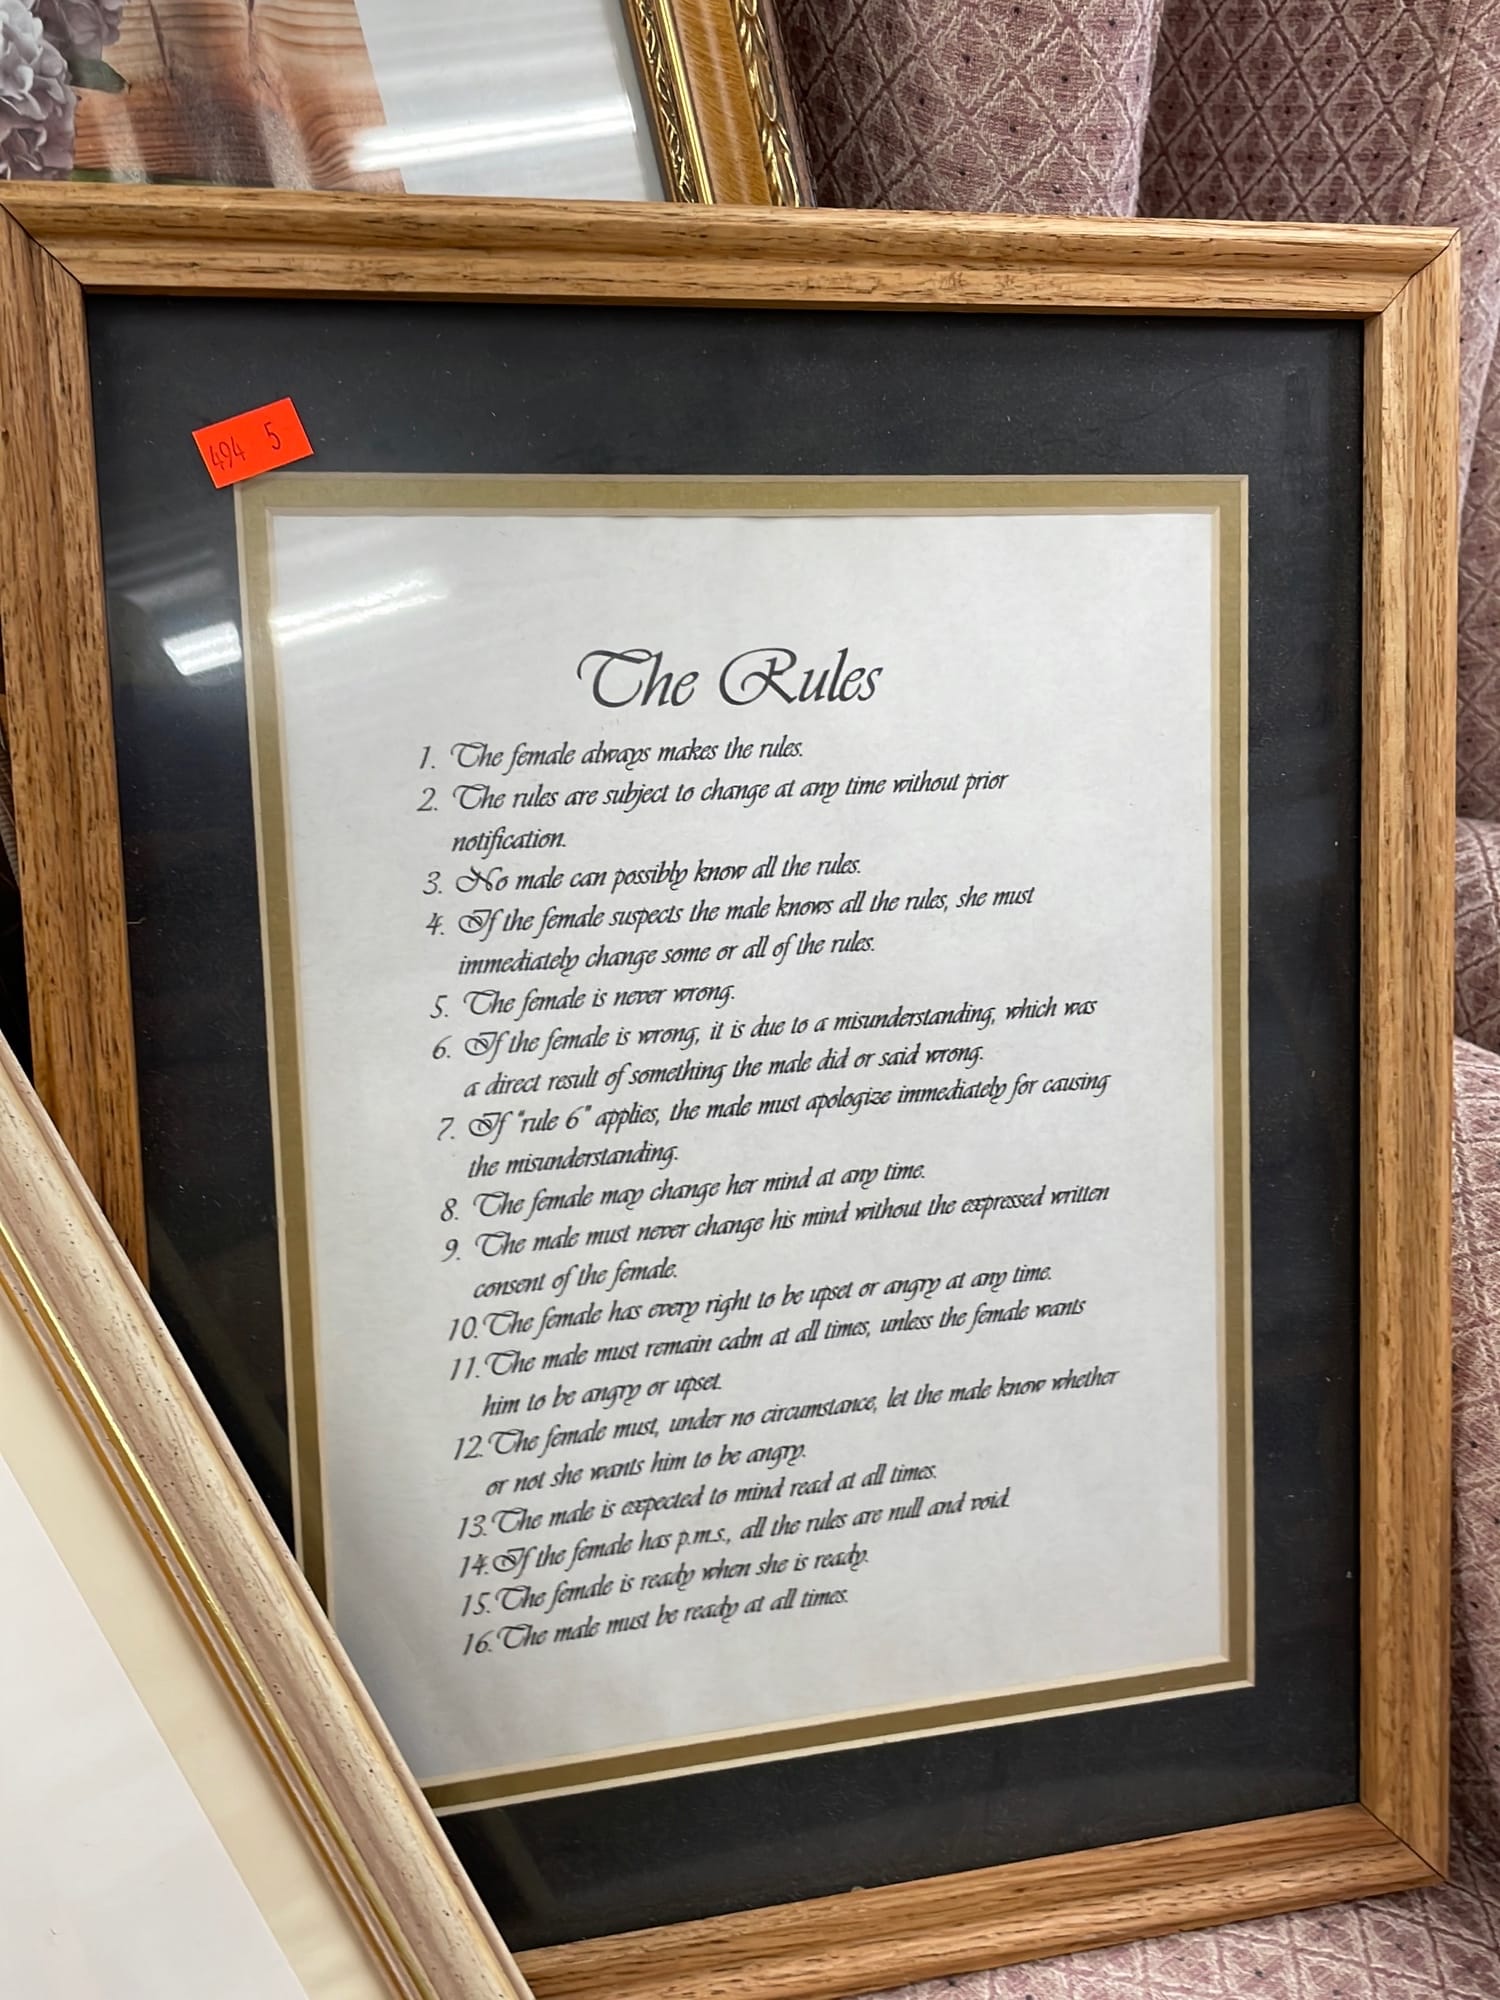 494 5
The Rules
1. The female always makes the rules.
2. The rules are subject to change at any time without prior
notification.
3. No male can possibly know all the rules.
4. If the female suspects the male knows all the rules, she must
immediately change some or all of the rules.
5. The female is never wrong.
6. If the female is wrong, it is due to a misunderstanding, which was
a direct result of something the male did or said wrong.
7. If "rule 6" applies, the male must apologize immediately for causing
the misunderstanding.
8. The female may change her mind at any time.
9. The male must never change his mind without the expressed written
consent of the female.
10. The female has every right to be upset or angry at any time.
11. The male must remain calm at all times, unless the female wants
him to be angry or upset.
12. The female must, under no circumstance, let the male know whether
or not she wants him to be angry.
13. The male is expected to mind read at all times.
14. If the female has p.m.s., all the rules are null and void.
15. The female is ready when she is ready.
16. The male must be ready at all times.